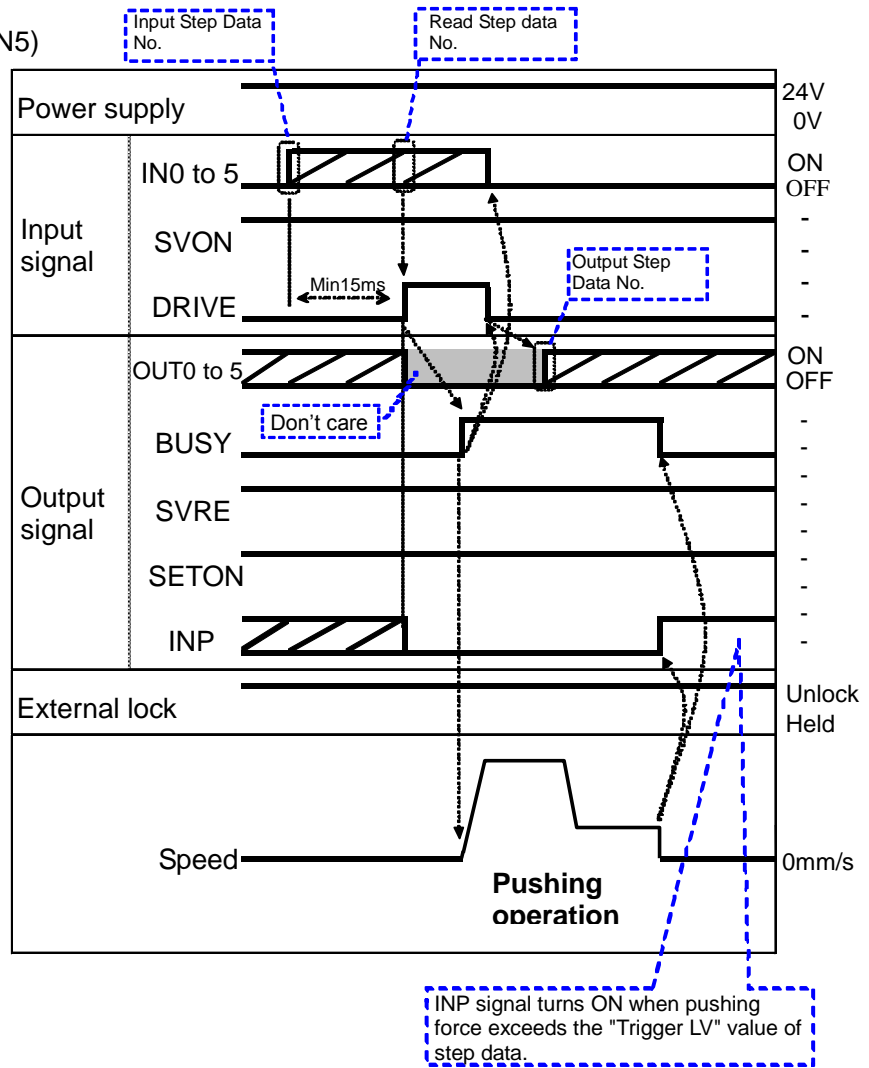 N5)
Input Step Data
No.
Read Step data
No.
Power supply
24V
0V
Input
signal
IN0 to 5
ON
OFF
SVON
-
-
Output Step
Data No.
DRIVE
Min15ms
-
-
Output
signal
OUT0 to 5
ON
OFF
Don't care
BUSY
-
-
SVRE
-
-
SETON
-
-
INP
-
-
External lock
Unlock
Held
Speed
0mm/s
Pushing
operation
INP signal turns ON when pushing
force exceeds the "Trigger LV" value of
step data.